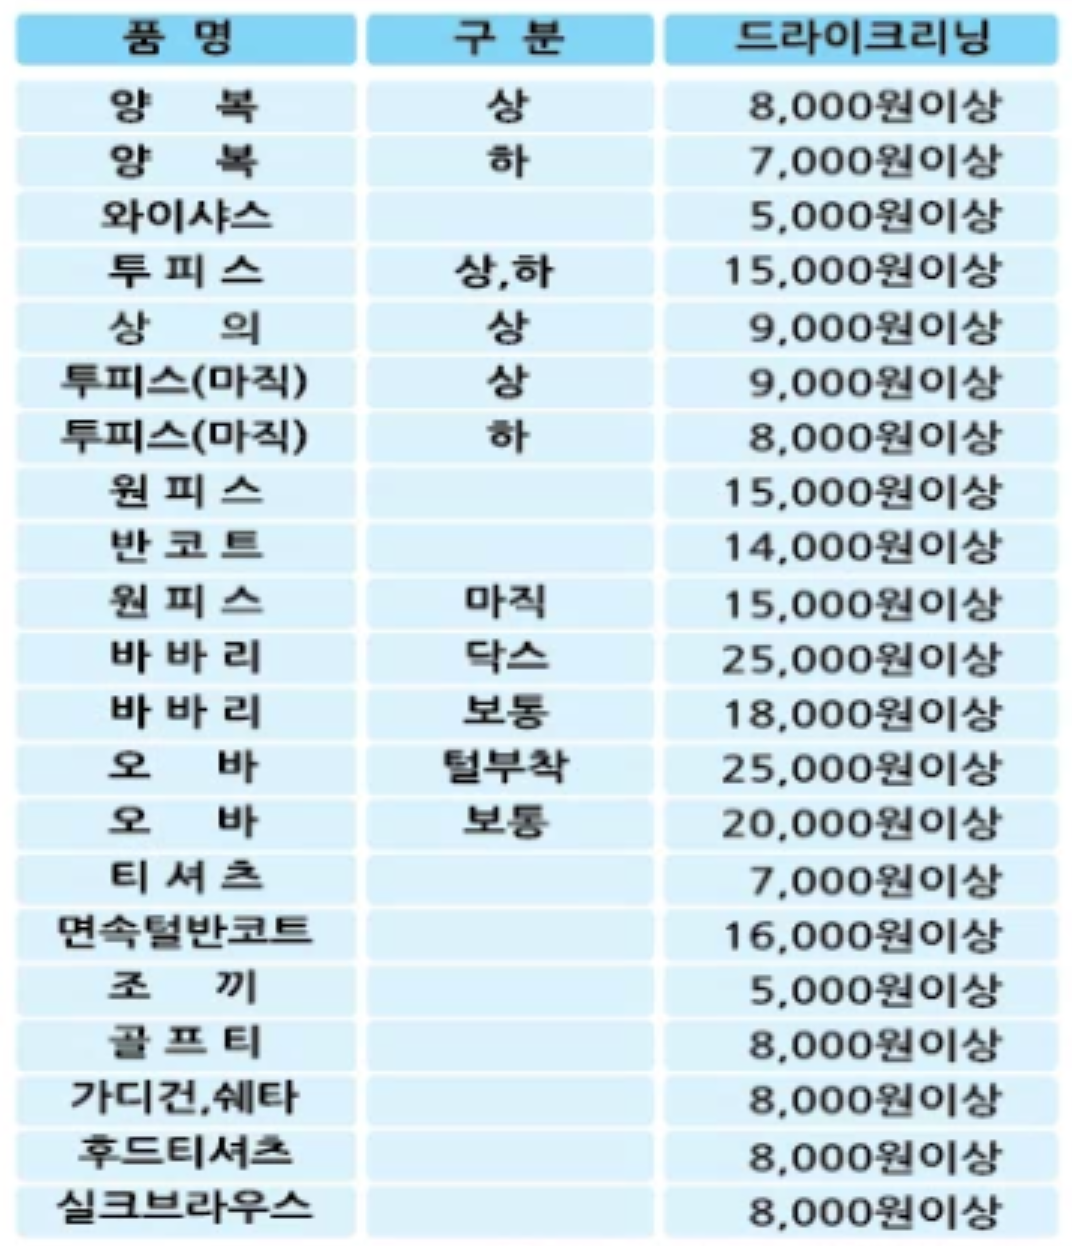 품 명 구 분 드라이크리닝
양 복 상 8,000원이상
양 복 하 7,000원이상
와이샤스 5,000원이상
투 피 스 상,하 15,000원이상
상 의 상 9,000원이상
투피스(마직) 상 9,000원이상
투피스(마직) 하 8,000원이상
원 피 스 15,000원이상
반 코 트 14,000원이상
원 피 스 마직 15,000원이상
바 바 리 닥스 25,000원이상
바 바 리 보통 18,000원이상
오 바 털부착 25,000원이상
오 바 보통 20,000원이상
티 셔 츠 7,000원이상
면속털반코트 16,000원이상
조 끼 5,000원이상
골 프 티 8,000원이상
가디건,쉐타 8,000원이상
후드티셔츠 8,000원이상
실크브라우스 8,000원이상